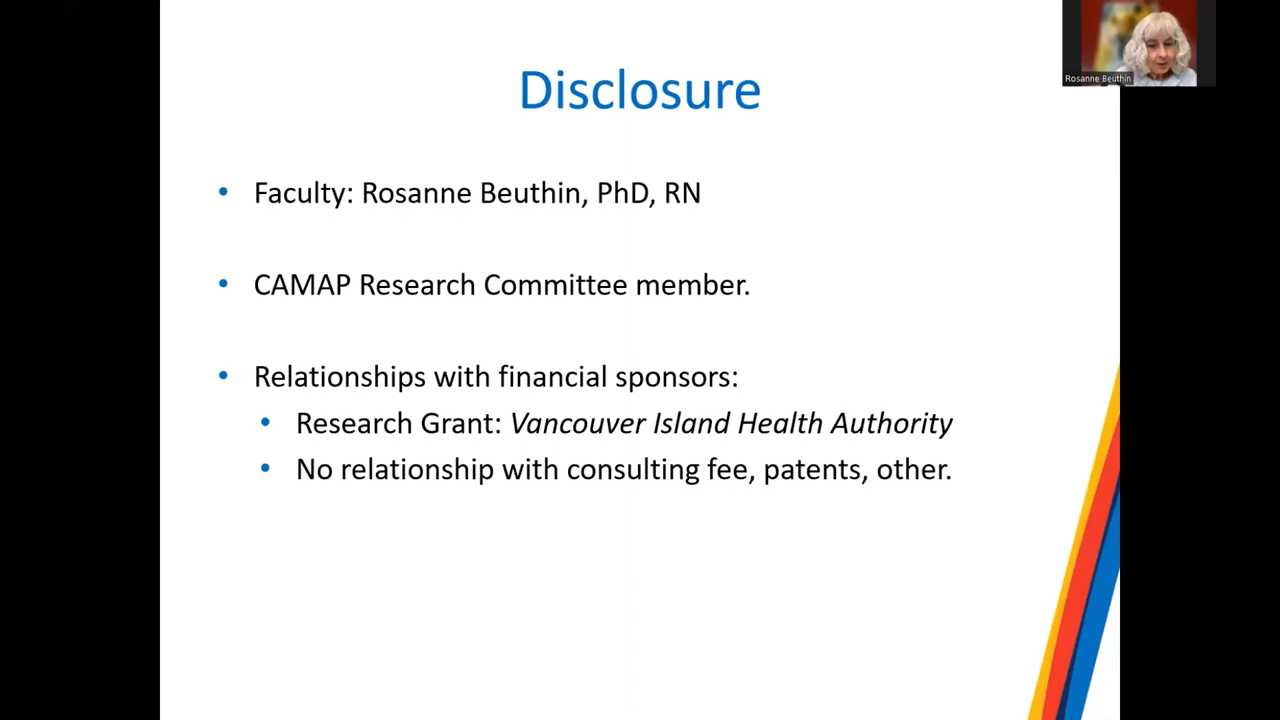 Disclosure
Rosanne Beuthin
• Faculty: Rosanne Beuthin, PhD, RN
• CAMAP Research Committee member.
• Relationships with financial sponsors:
• Research Grant: Vancouver Island Health Authority
• No relationship with consulting fee, patents, other.